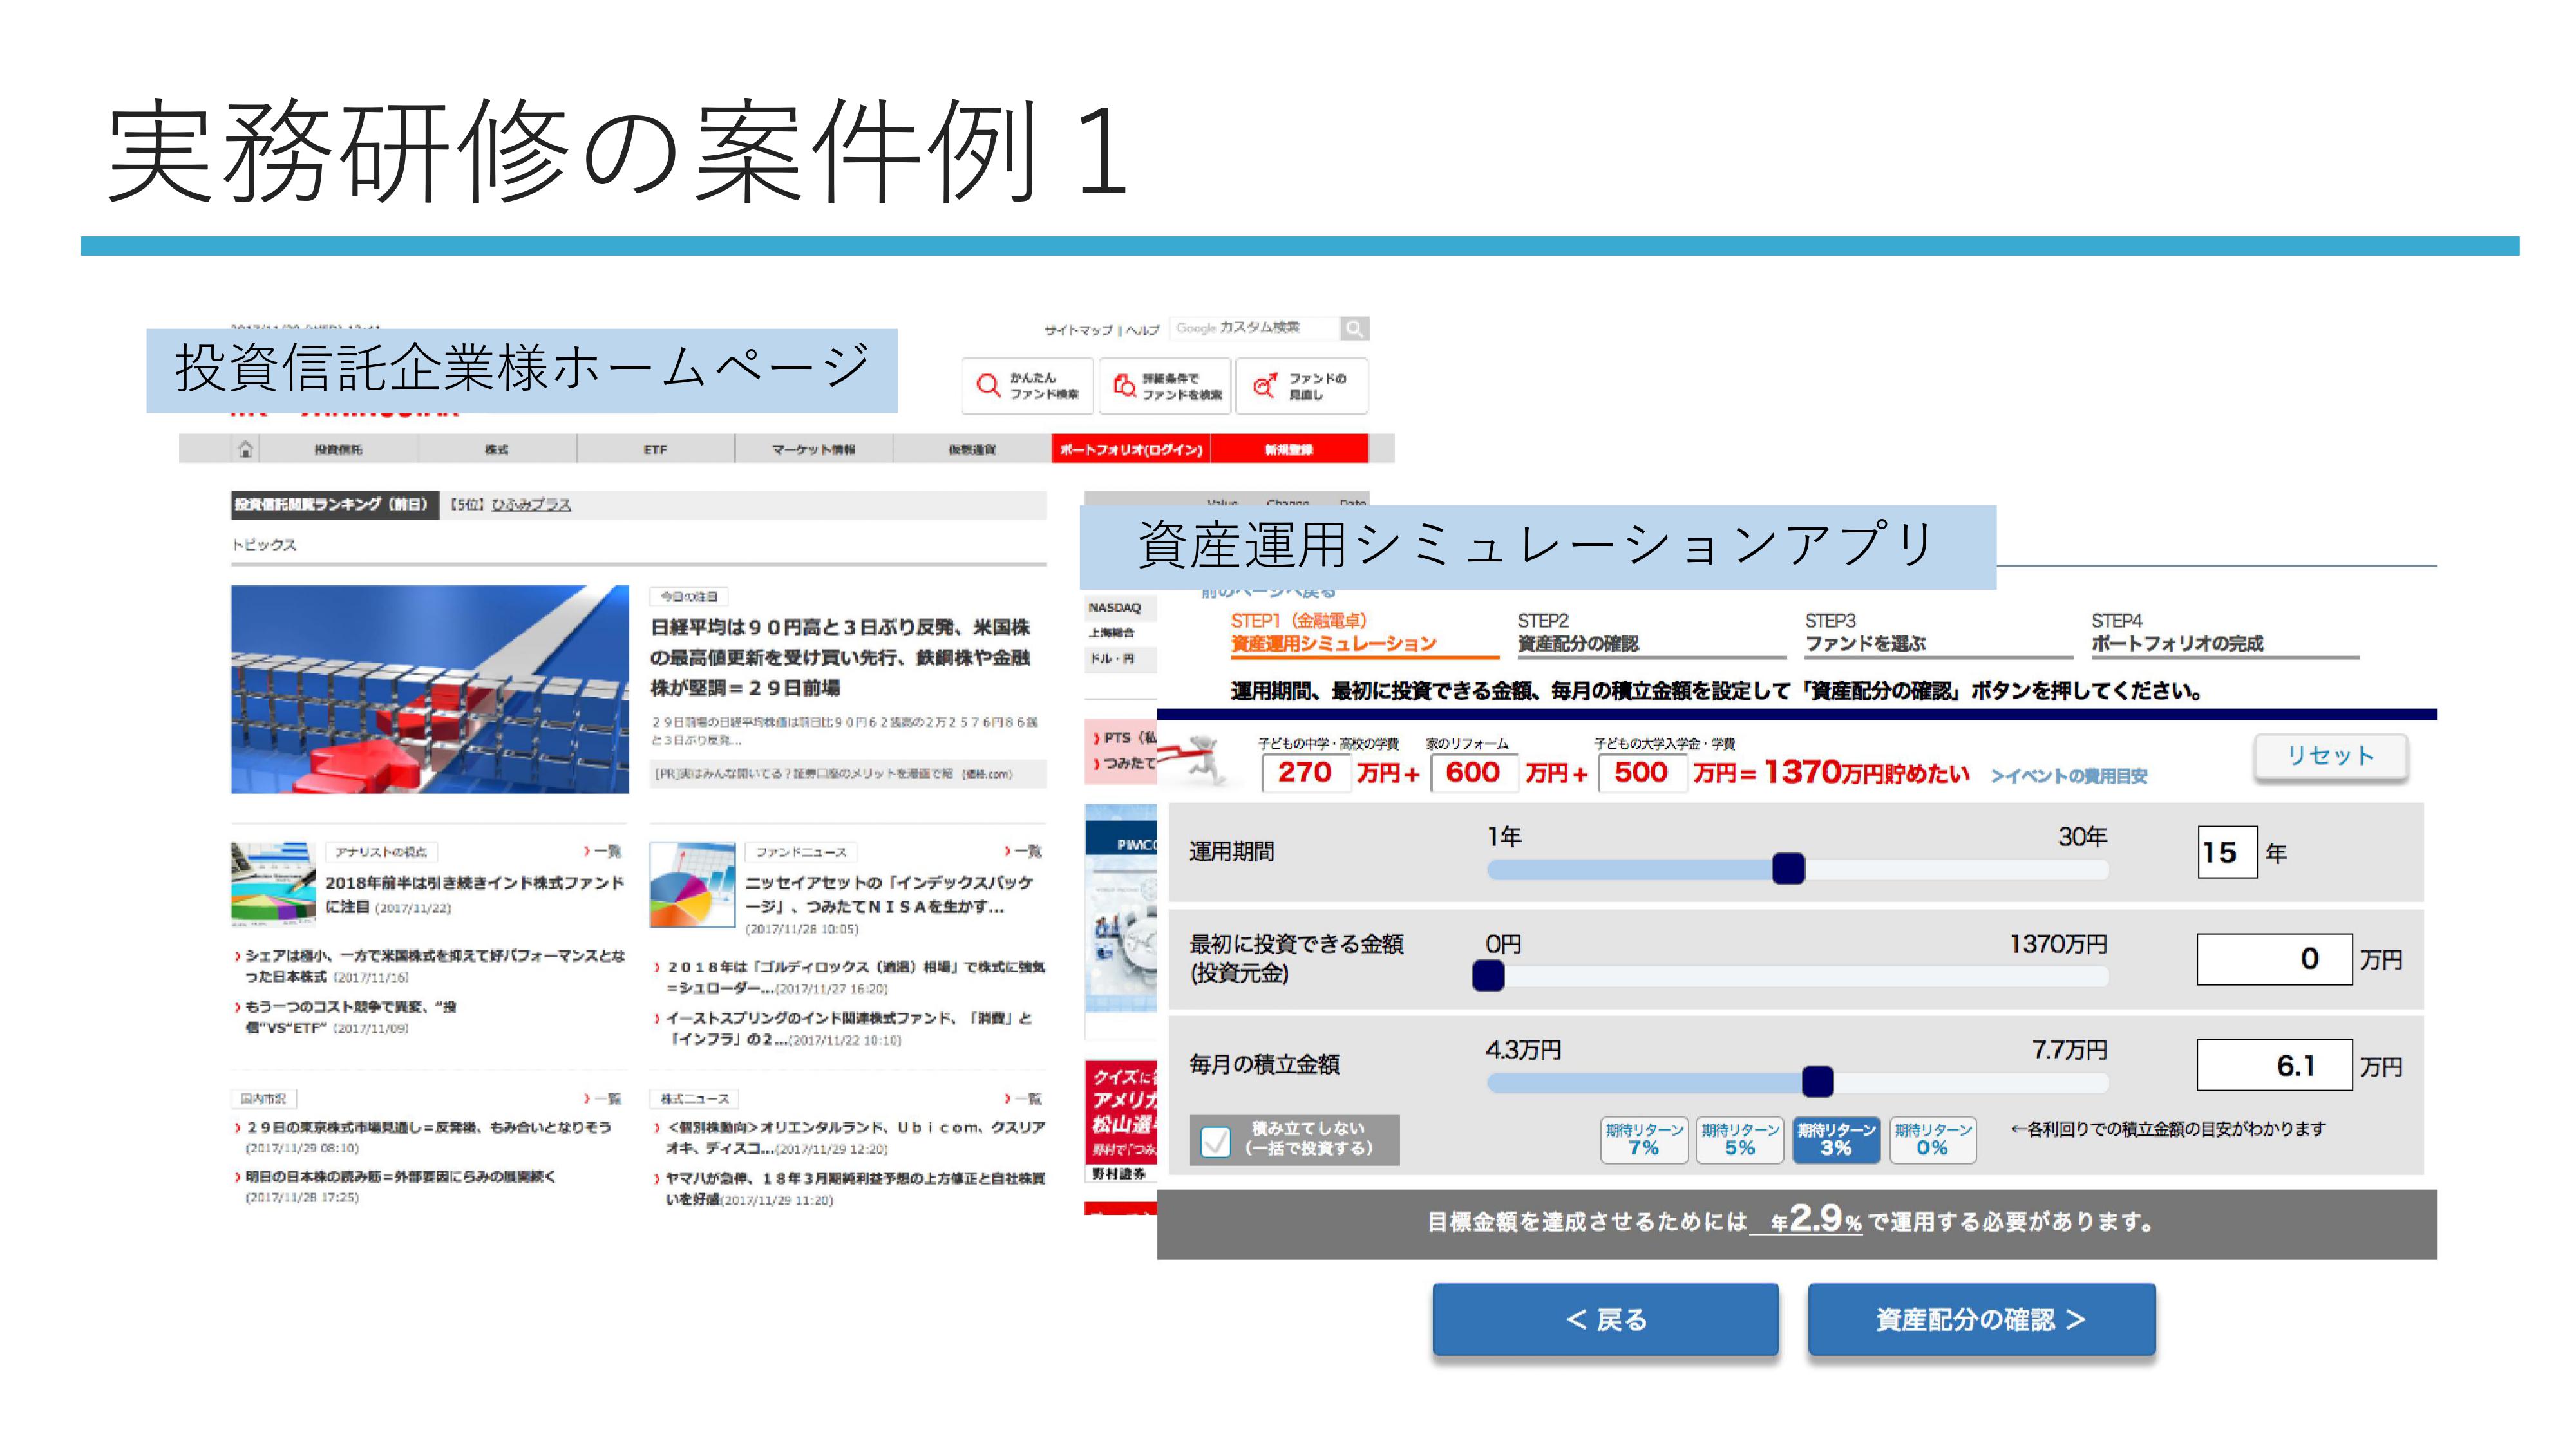 実務研修の案件例１
投資信託企業様ホームページ
サイトマップ | ヘルプ
Google カスタム検索
かんたん
ファンド検索
詳細条件で
ファンドを検索
ファンドの
見直し
投資信託
株式
ETF
マーケット情報
仮想通貨
ポートフォリオ(ログイン)
新規登録
投資信託閲覧ランキング（前日）
【5位】ひふみプラス
トピックス
今日の注目
日経平均は９０円高と３日ぶり反発、米国株
の最高値更新を受け買い先行、鉄鋼株や金融
株が堅調＝２９日前場
２９日前場の日経平均株価は前日比９０円６２銭高の２万２５７６円８６銭
と３日ぶり反発...
[PR]実はみんな開いてる？証券口座のメリットを漫画で紹 (価格.com)
アナリストの視点
一覧
2018年前半は引き続きインド株式ファンド
に注目 (2017/11/22)
シェアは極小、一方で米国株式を抑えて好パフォーマンスとな
った日本株式 (2017/11/16)
もう一つのコスト競争で異変、“投
信”VS“ETF” (2017/11/09)
ファンドニュース
一覧
ニッセイアセットの「インデックスパッケ
ージ」、つみたてＮＩＳＡを生かす...
(2017/11/28 10:05)
２０１８年は「ゴルディロックス（適温）相場」で株式に強気
＝シュローダー...(2017/11/27 16:20)
イーストスプリングのインド関連株式ファンド、「消費」と
「インフラ」の２...(2017/11/22 10:10)
国内市況
一覧
２９日の東京株式市場見通し＝反発後、もみ合いとなりそう
(2017/11/29 08:10)
明日の日本株の読み筋＝外部要因にらみの展開続く
(2017/11/28 17:25)
株式ニュース
一覧
＜個別株動向＞オリエンタルランド、Ｕｂｉｃｏｍ、クスリア
オキ、ディスコ...(2017/11/29 12:20)
ヤマハが急伸、１８年３月期純利益予想の上方修正と自社株買
いを好感(2017/11/29 11:20)
Value Change Date
NASDAQ
上海総合
ドル・円
PTS（私
つみたて
PIMCO
クイズに
アメリカ
松山選
野村で「つみ
野村證券
資産運用シミュレーションアプリ
前のページへ戻る
STEP1（金融電卓）
資産運用シミュレーション
STEP2
資産配分の確認
STEP3
ファンドを選ぶ
STEP4
ポートフォリオの完成
運用期間、最初に投資できる金額、毎月の積立金額を設定して「資産配分の確認」ボタンを押してください。
子どもの中学・高校の学費 家のリフォーム 子どもの大学入学金・学費
270 万円＋ 600 万円＋ 500 万円＝ 1370万円貯めたい ＞イベントの費用目安
リセット
運用期間
1年
30年
15 年
最初に投資できる金額
(投資元金)
0円
1370万円
0 万円
毎月の積立金額
4.3万円
7.7万円
6.1 万円
積み立てしない
（一括で投資する）
期待リターン
7%
期待リターン
5%
期待リターン
3%
期待リターン
0%
←各利回りでの積立金額の目安がわかります
目標金額を達成させるためには 年2.9% で運用する必要があります。
＜ 戻る
資産配分の確認 ＞